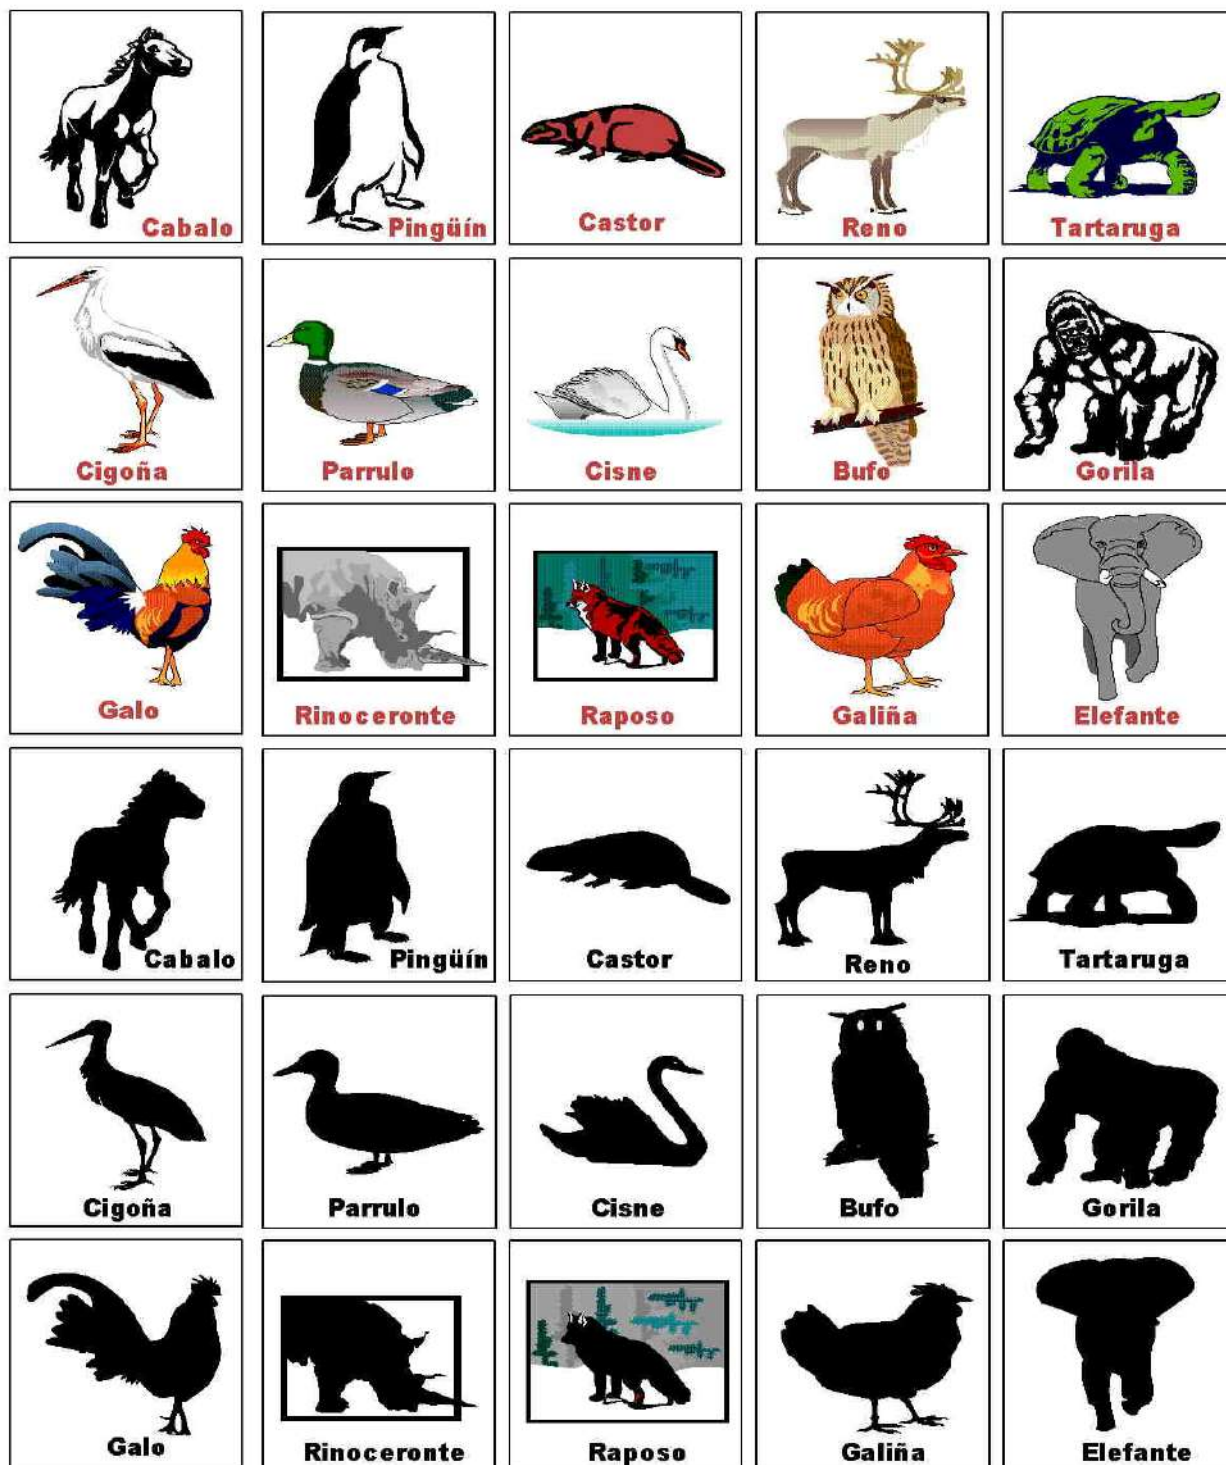 Cabalo
Pingüín
Castor
Reno
Tartaruga
Cigoña
Parrulo
Cisne
Bufo
Gorila
Galo
Rinoceronte
Raposo
Galiña
Elefante
Cabalo
Pingüín
Castor
Reno
Tartaruga
Cigoña
Parrulo
Cisne
Bufo
Gorila
Galo
Rinoceronte
Raposo
Galiña
Elefante